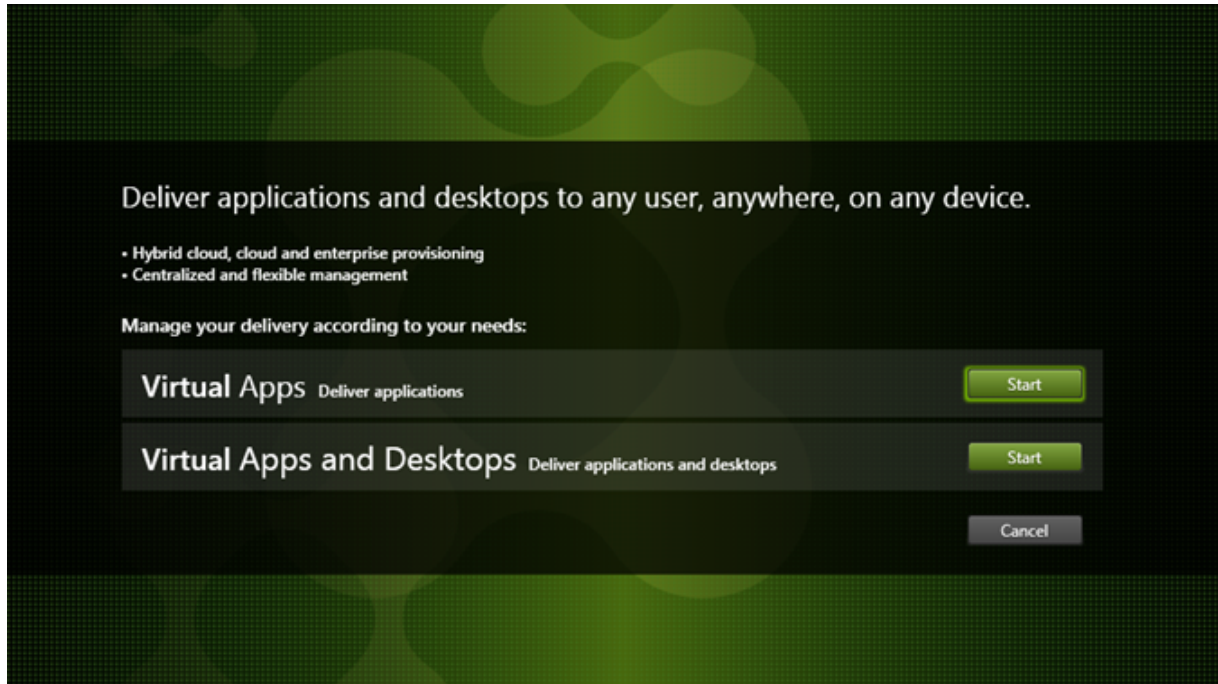 Deliver applications and desktops to any user, anywhere, on any device.
• Hybrid cloud, cloud and enterprise provisioning
• Centralized and flexible management
Manage your delivery according to your needs:
Virtual Apps Deliver applications Start
Virtual Apps and Desktops Deliver applications and desktops Start
Cancel